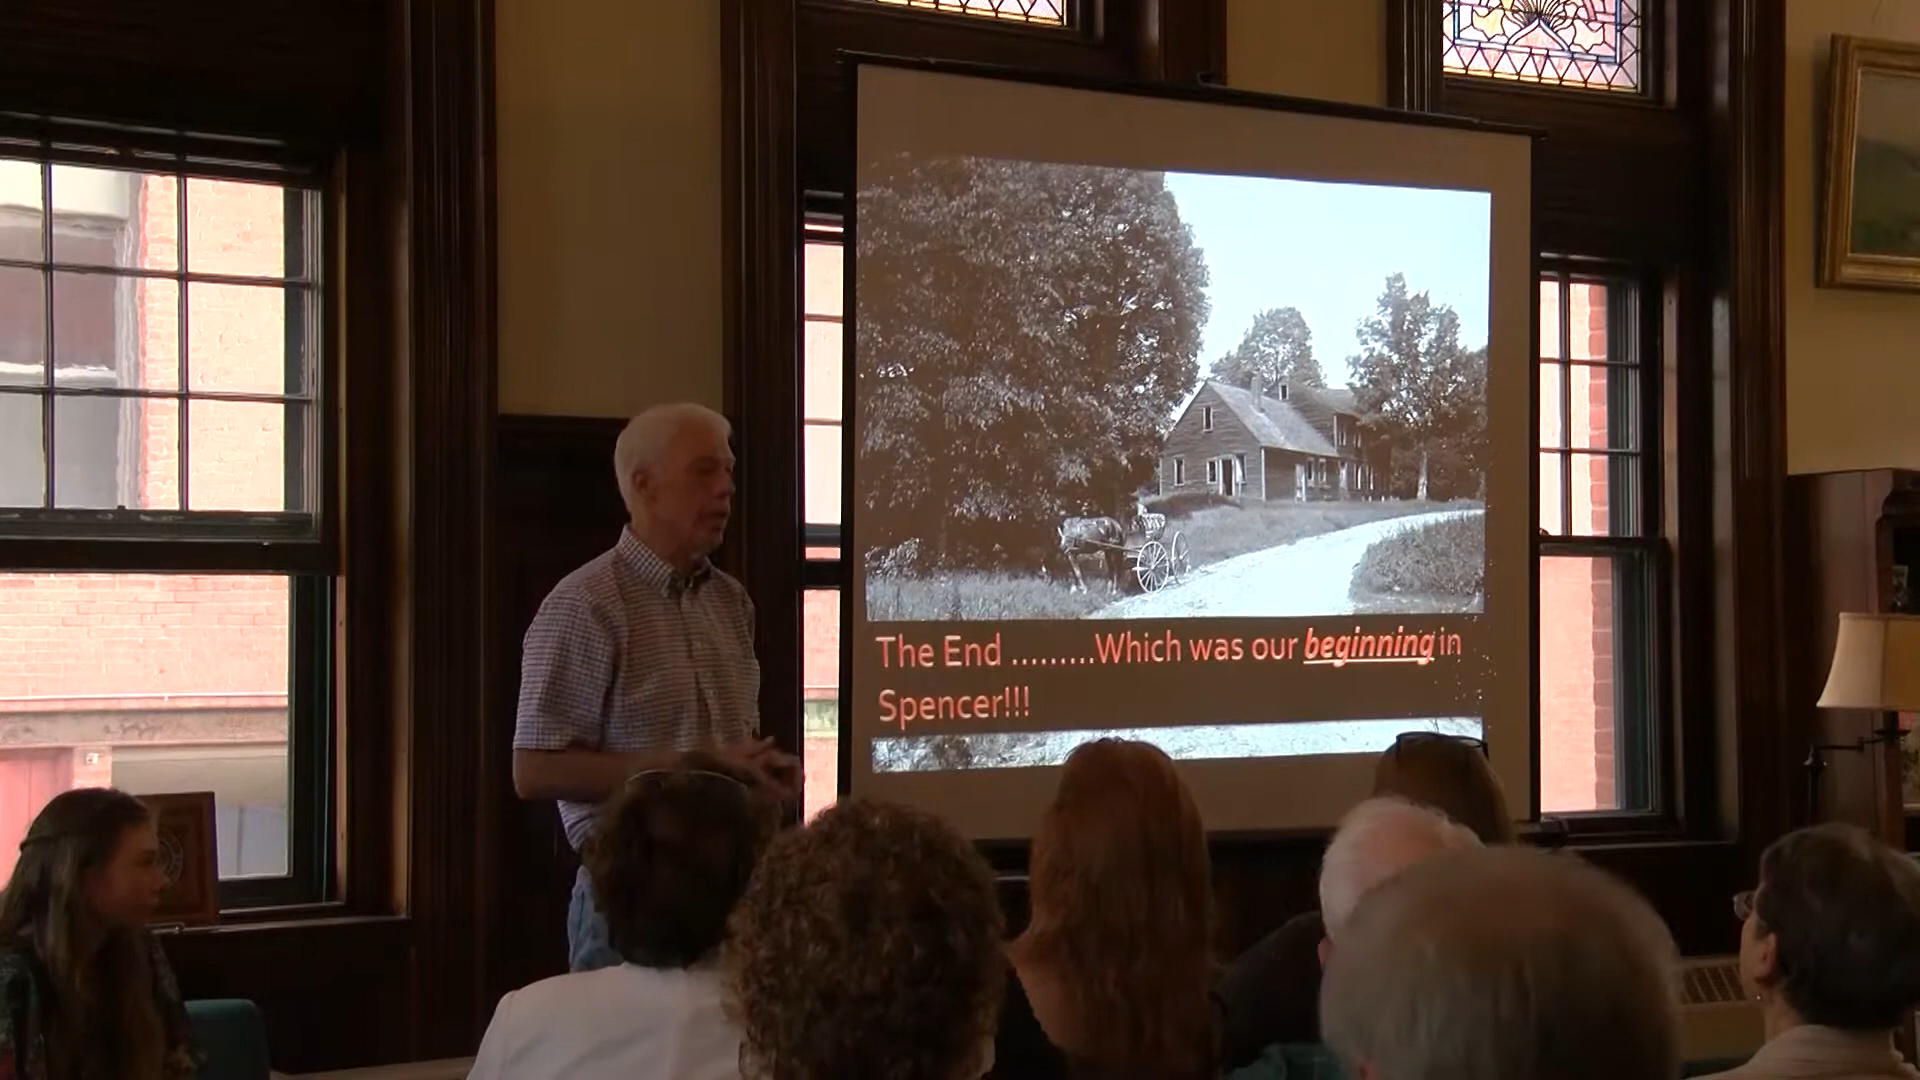 The End .........Which was our beginning in
Spencer!!!